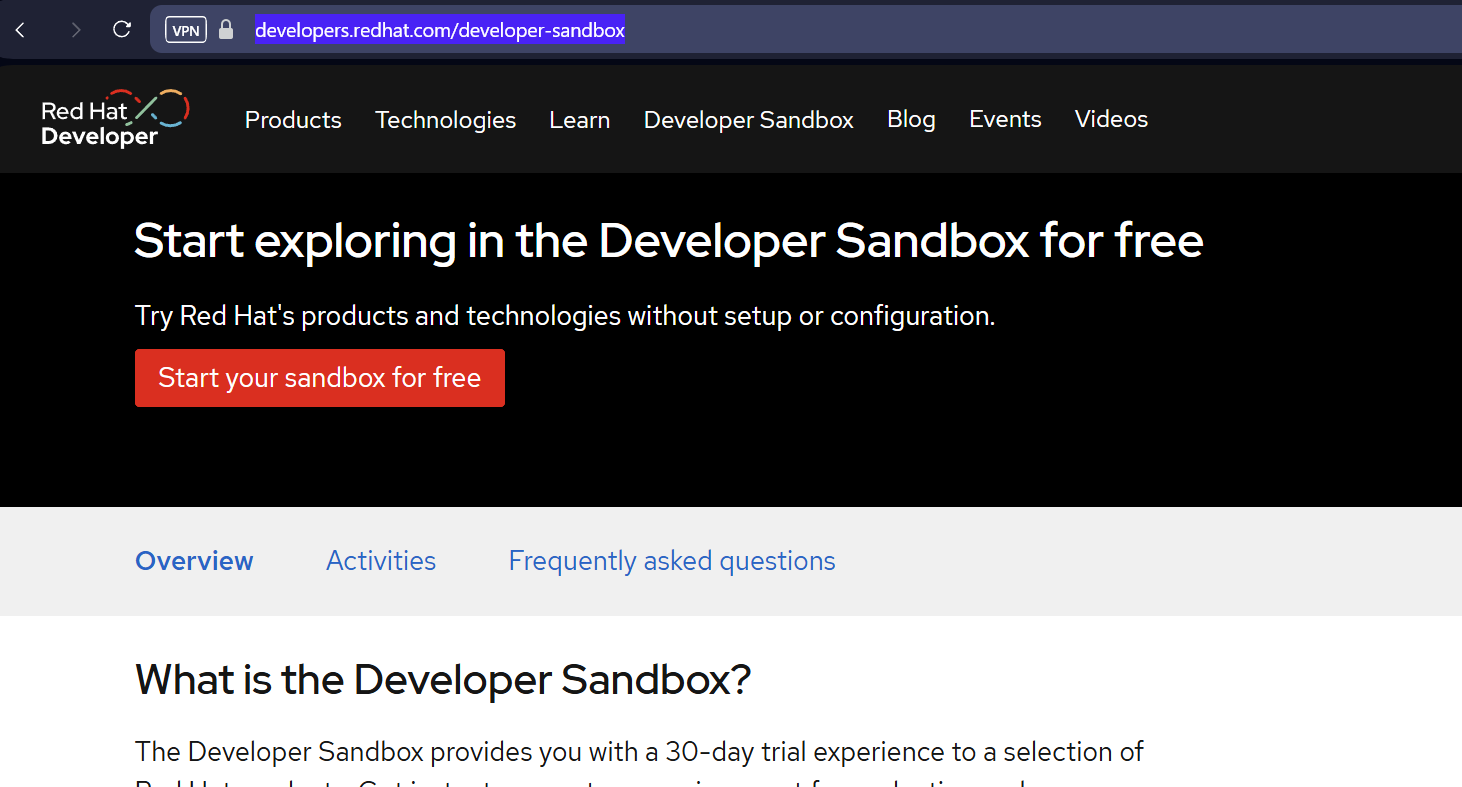 VPN developers.redhat.com/developer-sandbox
Red Hat
Developer
Products Technologies Learn Developer Sandbox Blog Events Videos
Start exploring in the Developer Sandbox for free
Try Red Hat's products and technologies without setup or configuration.
Start your sandbox for free
Overview Activities Frequently asked questions
What is the Developer Sandbox?
The Developer Sandbox provides you with a 30-day trial experience to a selection of